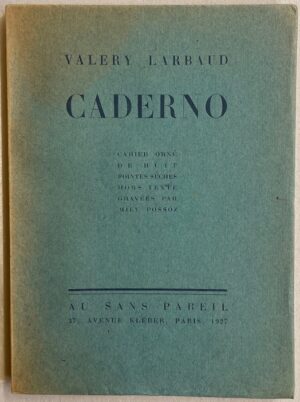 VALERY LARBAUD
CADERNO
CAHIER ORNÉ
DE HUIT
POINTES SÈCHES
HORS TEXTE
GRAVÉES PAR
MILY POSSOZ
AU SANS PAREIL
37, AVENUE KLÉBER, PARIS, 1927